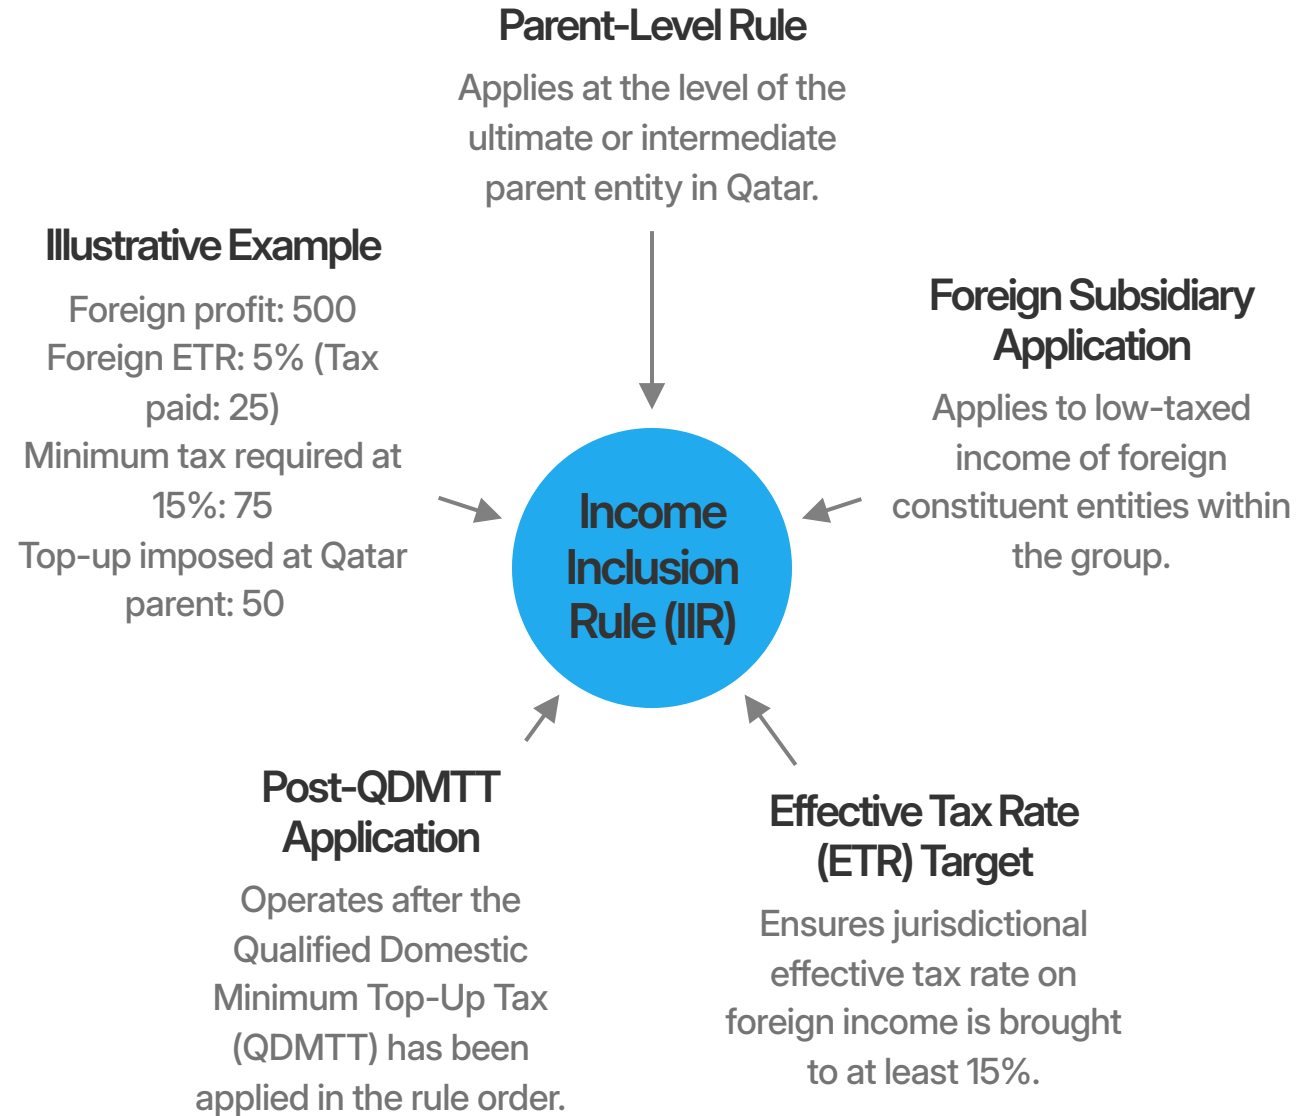 Parent-Level Rule
Applies at the level of the
ultimate or intermediate
parent entity in Qatar.
Illustrative Example
Foreign profit: 500
Foreign ETR: 5% (Tax
paid: 25)
Minimum tax required at
15%: 75
Top-up imposed at Qatar
parent: 50
Foreign Subsidiary
Application
Applies to low-taxed
income of foreign
constituent entities within
the group.
Income
Inclusion
Rule (IIR)
Post-QDMTT
Application
Operates after the
Qualified Domestic
Minimum Top-Up Tax
(QDMTT) has been
applied in the rule order.
Effective Tax Rate
(ETR) Target
Ensures jurisdictional
effective tax rate on
foreign income is brought
to at least 15%.